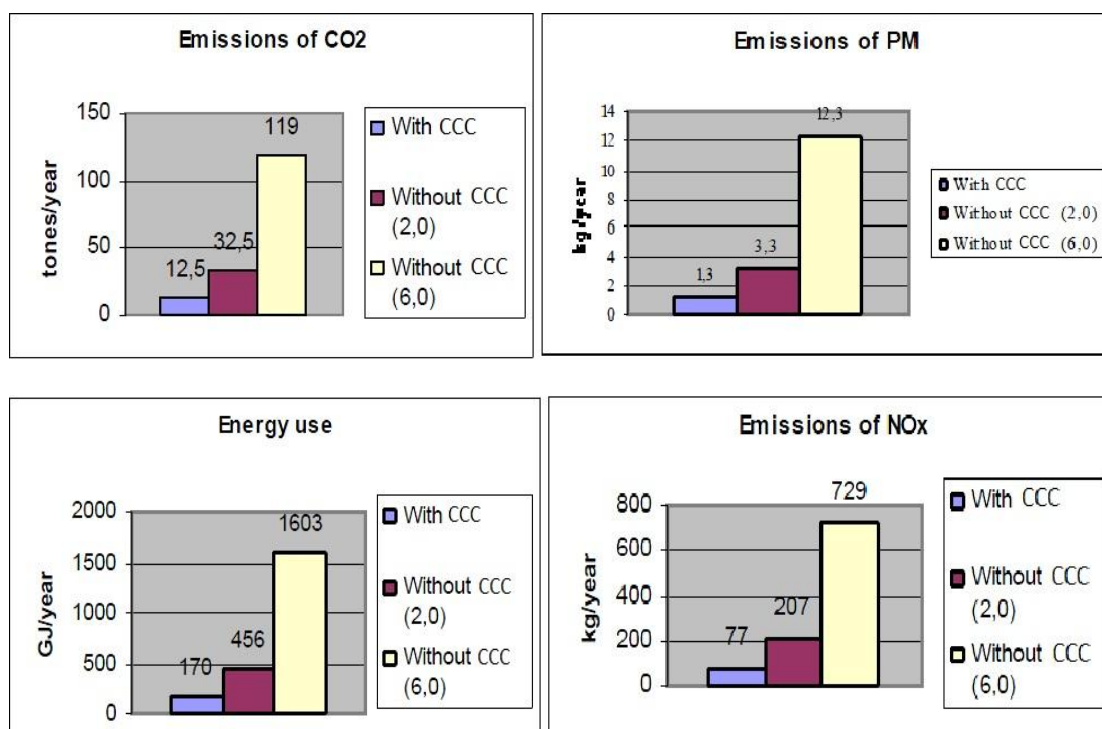 Emissions of CO2
150
100
50
0
tones/year
12,5
32,5
119
With CCC
Without CCC
(2,0)
Without CCC
(6,0)
Emissions of PM
14
12
10
8
6
4
2
0
kg/year
1,3
3,3
12,3
With CCC
Without CCC (2,0)
Without CCC (6,0)
Energy use
2000
1500
1000
500
0
GJ/year
170
456
1603
With CCC
Without CCC
(2,0)
Without CCC
(6,0)
Emissions of NOx
800
600
400
200
0
kg/year
77
207
729
With CCC
Without CCC
(2,0)
Without CCC
(6,0)